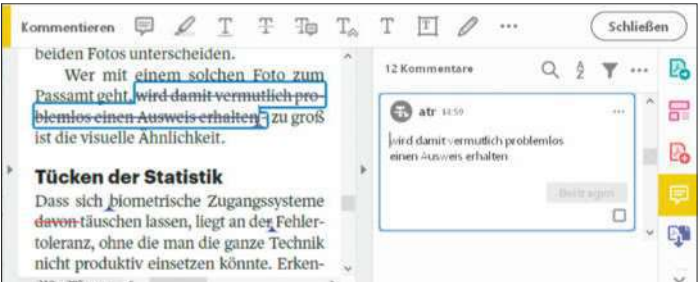 Kommentieren
Schließen
beiden Fotos unterscheiden.
Wer mit einem solchen Foto zum
Passamt geht, wird damit vermutlich pro-
blemlos einen Ausweis erhalten - zu groß
ist die visuelle Ähnlichkeit.
Tücken der Statistik
Dass sich biometrische Zugangssysteme
davon täuschen lassen, liegt an der Fehler-
toleranz, ohne die man die ganze Technik
nicht produktiv einsetzen könnte. Erken-
12 Kommentare
atr 14:59
wird damit vermutlich problemlos
einen Ausweis erhalten
Beitragen